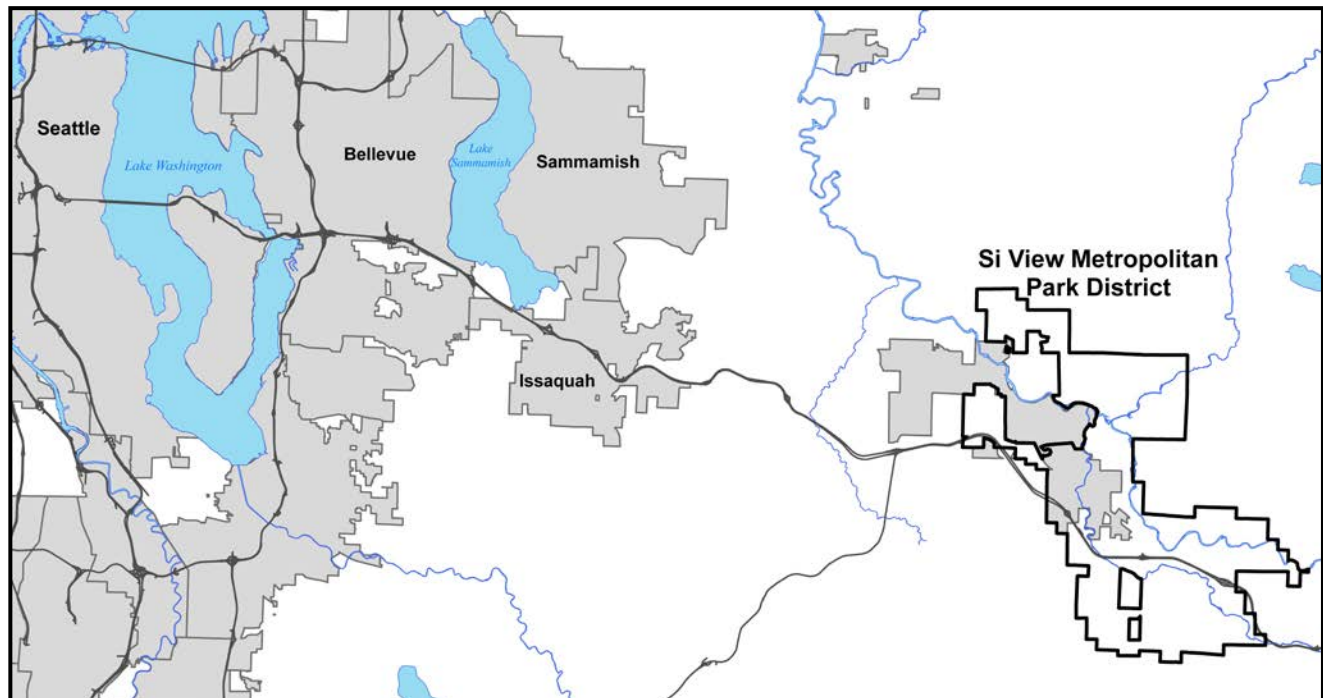 Seattle
Lake Washington
Bellevue
Lake
Sammamish
Sammamish
Issaquah
Si View Metropolitan
Park District